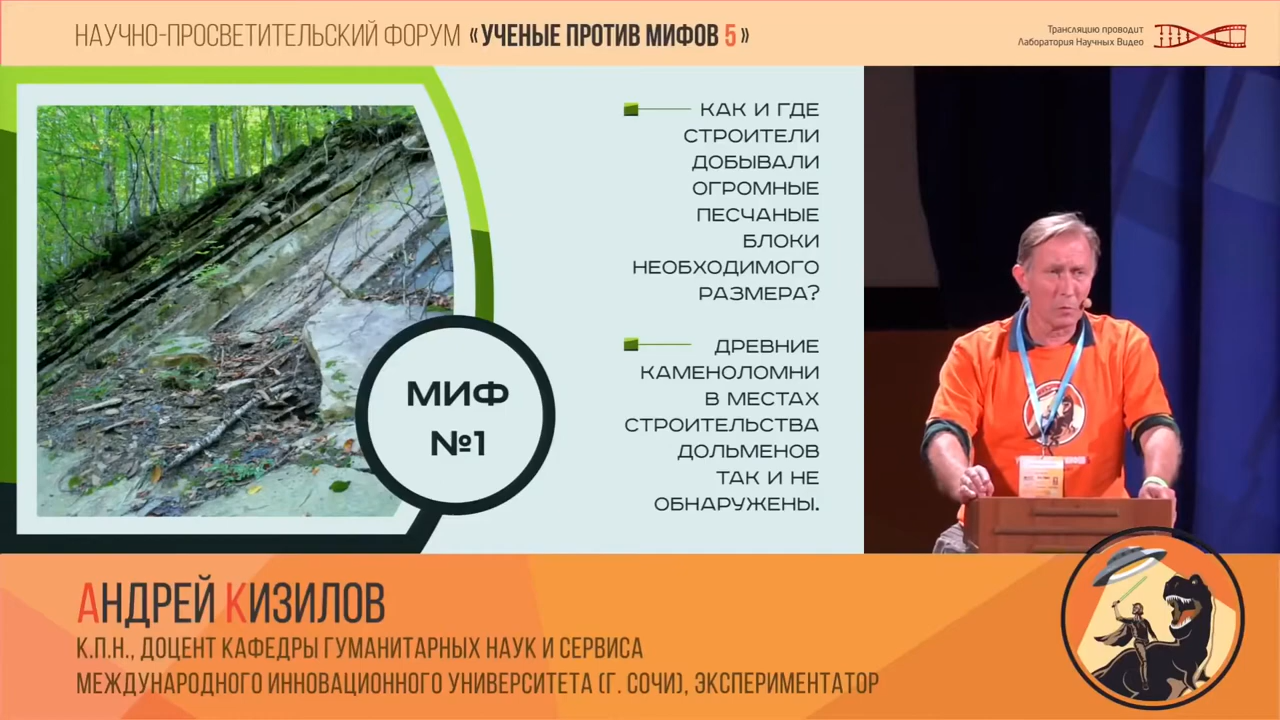 НАУЧНО-ПРОСВЕТИТЕЛЬСКИЙ ФОРУМ «УЧЕНЫЕ ПРОТИВ МИФОВ 5»
Трансляцию проводит
Лаборатория Научных Видео
КАК И ГДЕ
СТРОИТЕЛИ
ДОБЫВАЛИ
ОГРОМНЫЕ
ПЕСЧАНЫЕ
БЛОКИ
НЕОБХОДИМОГО
РАЗМЕРА?
ДРЕВНИЕ
КАМЕНОЛОМНИ
В МЕСТАХ
СТРОИТЕЛЬСТВА
ДОЛЬМЕНОВ
ТАК И НЕ
ОБНАРУЖЕНЫ.
МИФ
№1
АНДРЕЙ КИЗИЛОВ
К.П.Н., ДОЦЕНТ КАФЕДРЫ ГУМАНИТАРНЫХ НАУК И СЕРВИСА
МЕЖДУНАРОДНОГО ИННОВАЦИОННОГО УНИВЕРСИТЕТА (Г. СОЧИ), ЭКСПЕРИМЕНТАТОР